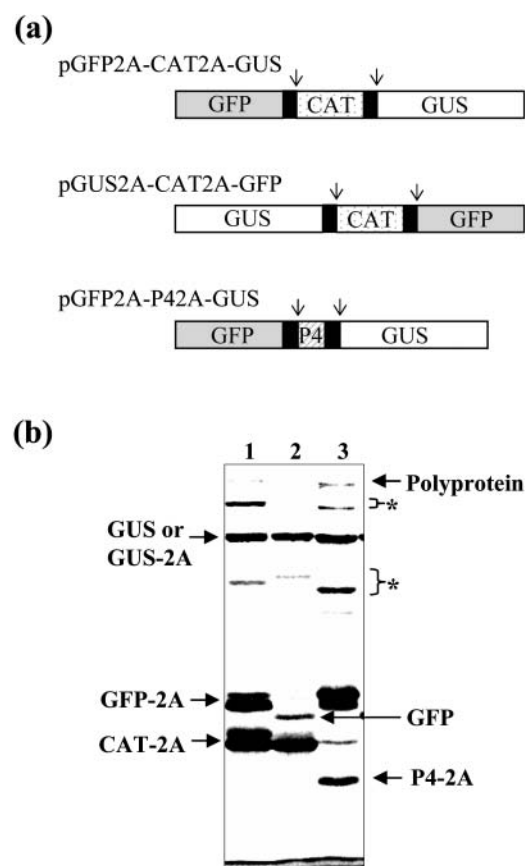 (a)
pGFP2A-CAT2A-GUS
GFP CAT GUS
pGUS2A-CAT2A-GFP
GUS CAT GFP
pGFP2A-P42A-GUS
GFP P4 GUS
(b)
1 2 3
Polyprotein
*
GUS or
GUS-2A
*
GFP-2A
GFP
CAT-2A
P4-2A